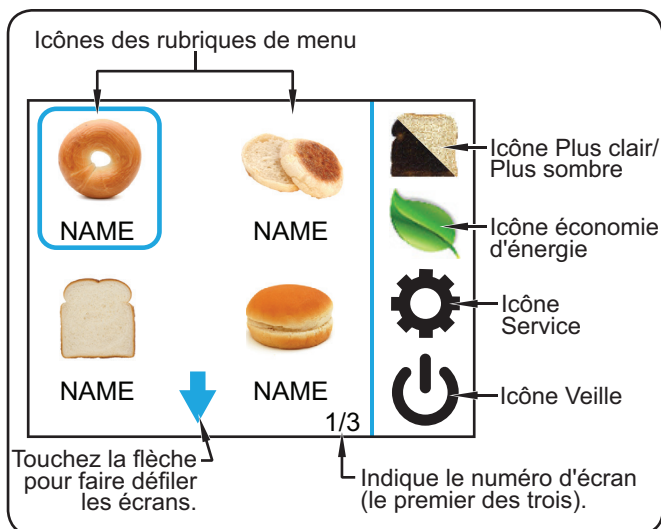 Icônes des rubriques de menu
NAME
NAME
NAME
NAME
1/3
Icône Plus clair/
Plus sombre
Icône économie
d'énergie
Icône
Service
Icône Veille
Touchez la flèche
pour faire défiler
les écrans.
Indique le numéro d'écran
(le premier des trois).